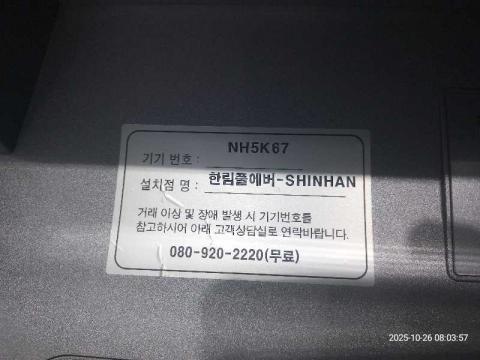 기기 번호 : NH5K67
설치점 명 : 한림풀에버-SHINHAN
거래 이상 및 장애 발생 시 기기번호를
참고하시어 아래 고객상담실로 연락바랍니다.
080-920-2220(무료)
2025-10-26 08:03:57